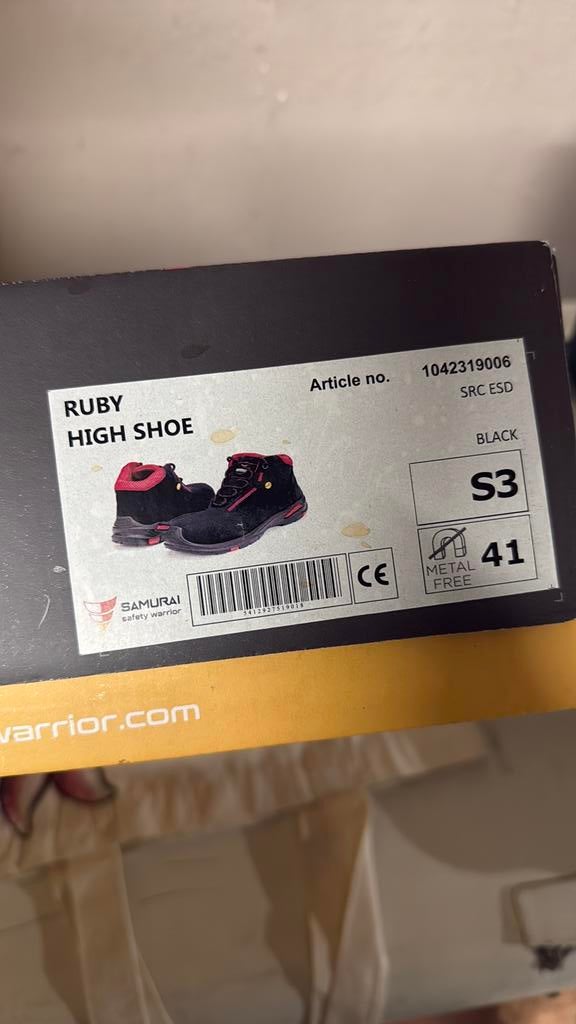 RUBY
HIGH SHOE
Article no. 1042319006
SRC ESD
BLACK
S3
METAL
FREE
41
SAMURAI
safety warrior
5412927519018
CE
warrior.com